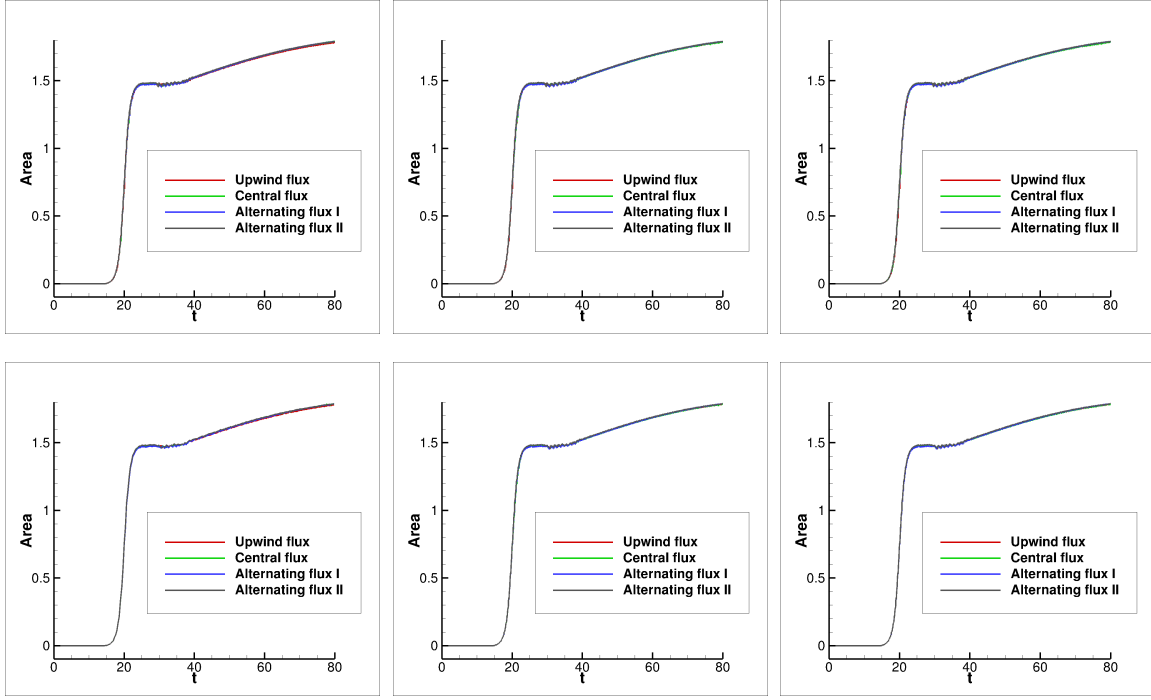 Area
1.5
1
0.5
0
Upwind flux
Central flux
Alternating flux I
Alternating flux II
0 20 40 60 80
t
Area
1.5
1
0.5
0
Upwind flux
Central flux
Alternating flux I
Alternating flux II
0 20 40 60 80
t
Area
1.5
1
0.5
0
Upwind flux
Central flux
Alternating flux I
Alternating flux II
0 20 40 60 80
t
Area
1.5
1
0.5
0
Upwind flux
Central flux
Alternating flux I
Alternating flux II
0 20 40 60 80
t
Area
1.5
1
0.5
0
Upwind flux
Central flux
Alternating flux I
Alternating flux II
0 20 40 60 80
t
Area
1.5
1
0.5
0
Upwind flux
Central flux
Alternating flux I
Alternating flux II
0 20 40 60 80
t